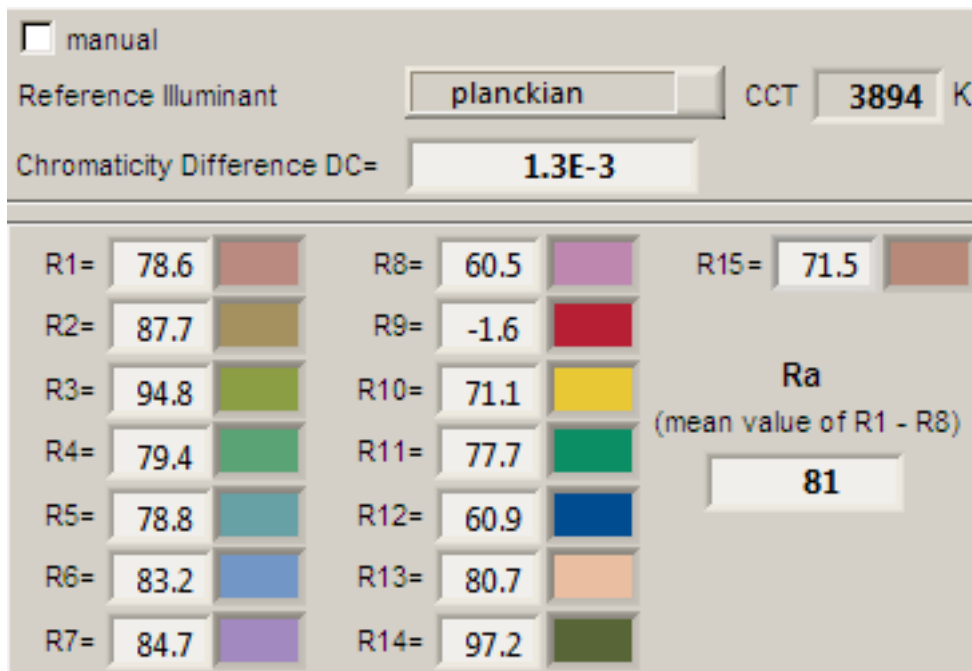 manual
Reference Illuminant planckian CCT 3894 K
Chromaticity Difference DC= 1.3E-3
R1= 78.6 R8= 60.5 R15= 71.5
R2= 87.7 R9= -1.6
R3= 94.8 R10= 71.1 Ra
(mean value of R1 - R8)
R4= 79.4 R11= 77.7
R5= 78.8 R12= 60.9 81
R6= 83.2 R13= 80.7
R7= 84.7 R14= 97.2